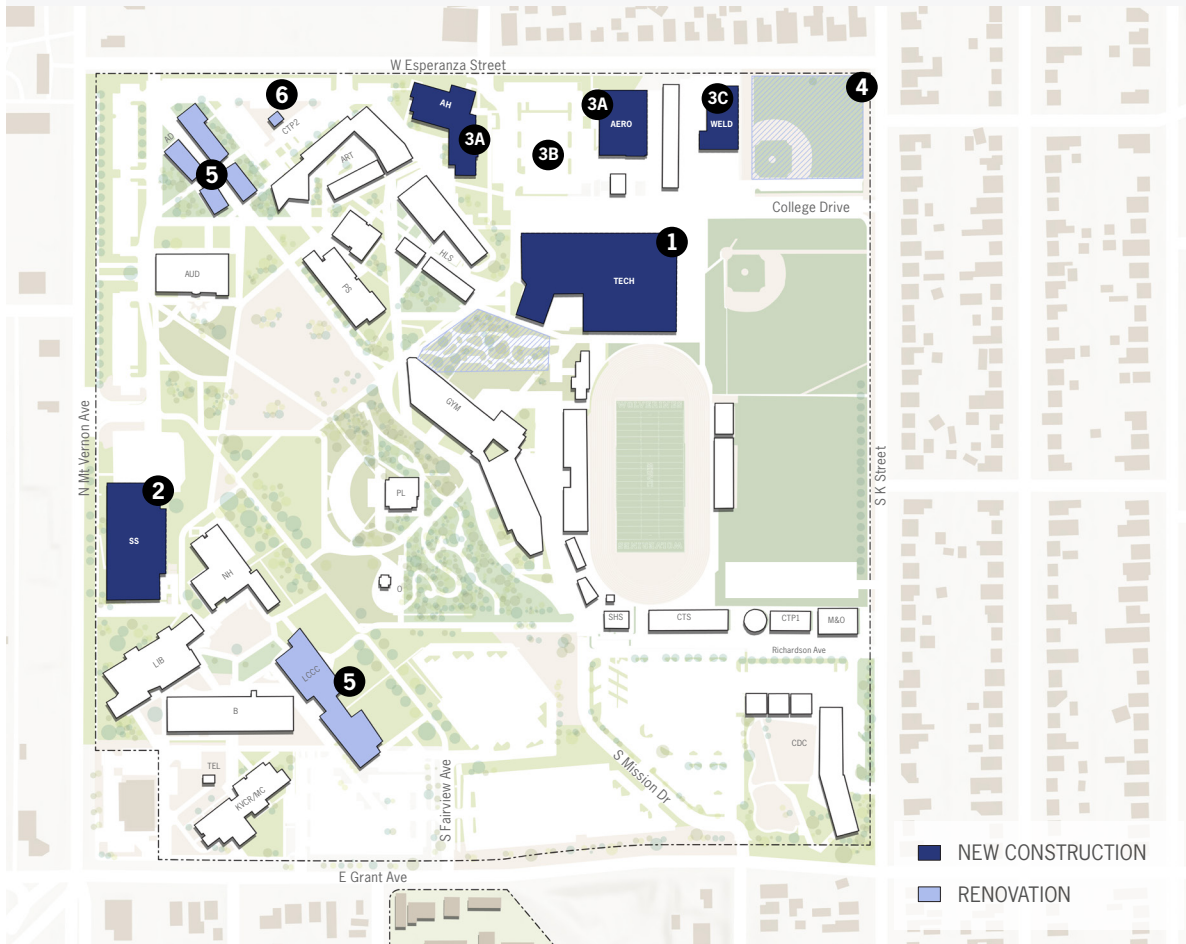 W Esperanza Street
6
CTP2
AH
3A
3A
AERO
3B
3C
WELD
4
AD
5
ART
College Drive
HLS
PS
AUD
1
TECH
GYM
N Mt Vernon Ave
S K Street
2
SS
PL
NH
O
SHS
CTS
CTP1
M&O
Richardson Ave
LIB
LCCC
5
B
TEL
KVCR/MC
S Fairview Ave
S Mission Dr
CDC
E Grant Ave
NEW CONSTRUCTION
RENOVATION